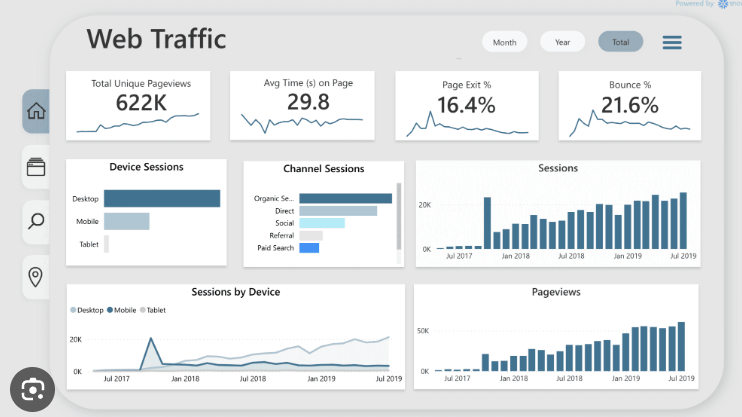 Powered by
Web Traffic
Month
Year
Total
Total Unique Pageviews
622K
Avg Time (s) on Page
29.8
Page Exit %
16.4%
Bounce %
21.6%
Device Sessions
Desktop
Mobile
Tablet
Channel Sessions
Organic Se...
Direct
Social
Referral
Paid Search
Sessions
20K
0K
Jul 2017 Jan 2018 Jul 2018 Jan 2019 Jul 2019
Sessions by Device
Desktop Mobile Tablet
20K
0K
Jul 2017 Jan 2018 Jul 2018 Jan 2019 Jul 2019
Pageviews
50K
0K
Jul 2017 Jan 2018 Jul 2018 Jan 2019 Jul 2019